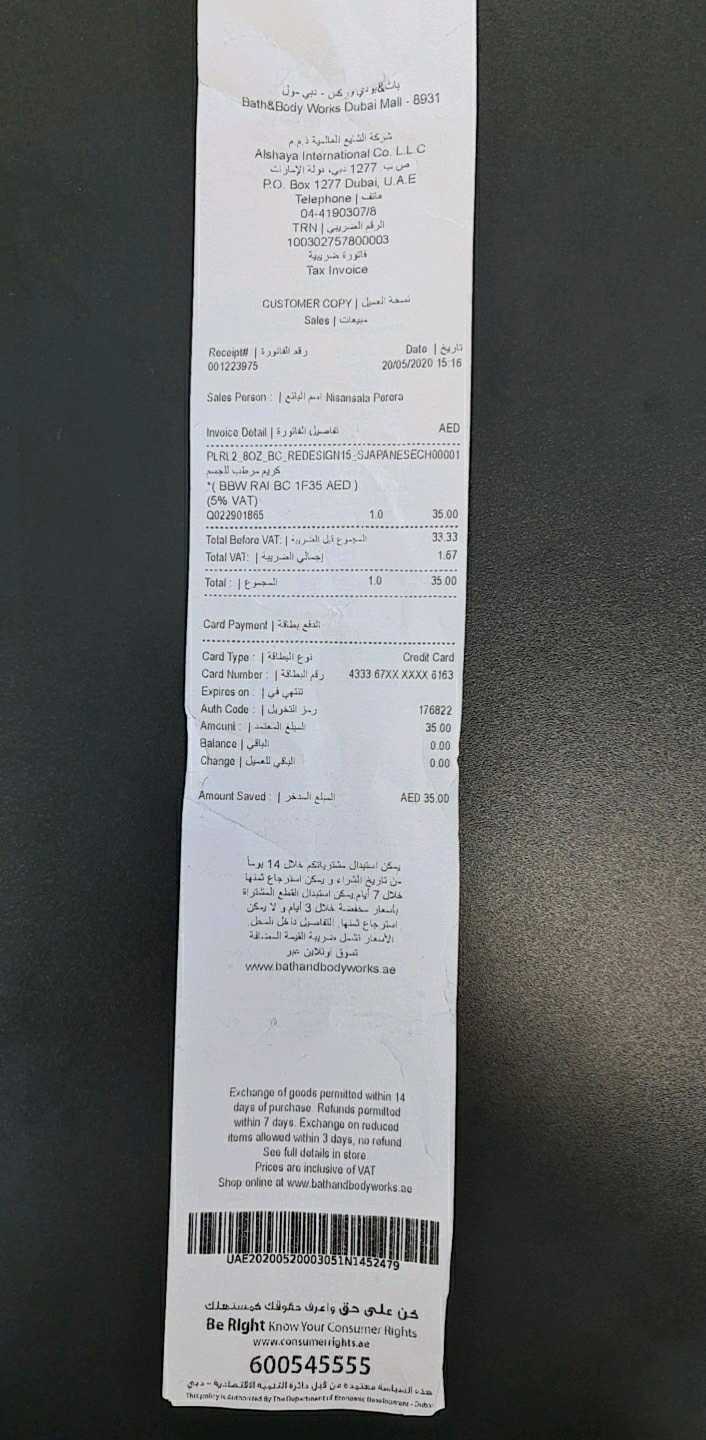 باث&بودي وركس - دبي مول
Bath&Body Works Dubai Mall - 8931
شركة الشايع العالمية ذ.م.م
Alshaya International Co. L.L.C
ص.ب. 1277 دبي، دولة الإمارات
P.O. Box 1277 Dubai, U.A.E
Telephone | هاتف
04-4190307/8
TRN | الرقم الضريبي
100302757800003
فاتورة ضريبية
Tax Invoice
CUSTOMER COPY | نسخة العميل
Sales | مبيعات
Receipt# | رقم الفاتورة Date | تاريخ
001223975 20/05/2020 15:16
Sales Person : | اسم البائع Nisansala Perera
Invoice Detail | تفاصيل الفاتورة AED
PLRL2_8OZ_BC_REDESIGN15_SJAPANESECH00001
كريم مرطب للجسم
*( BBW RAI BC 1F35 AED )
(5% VAT)
Q022901865 1.0 35.00
Total Before VAT: | المجموع قبل الضريبة 33.33
Total VAT: | إجمالي الضريبة 1.67
Total : | المجموع 1.0 35.00
Card Payment | الدفع بطاقة
Card Type : | نوع البطاقة Credit Card
Card Number : | رقم البطاقة 4333 67XX XXXX 6163
Expires on : | تنتهي في
Auth Code : | رمز التخويل 176822
Amount : | المبلغ المعتمد 35.00
Balance | الباقي 0.00
Change | الباقي للعميل 0.00
Amount Saved : | المبلغ المدخر AED 35.00
يمكن استبدال مشترياتكم خلال 14 يوماً
من تاريخ الشراء و يمكن استرجاع ثمنها
خلال 7 أيام.يمكن استبدال القطع المشتراة
بأسعار مخفضة خلال 3 أيام و لا يمكن
استرجاع ثمنها. التفاصيل داخل المحل.
الأسعار تشمل ضريبة القيمة المضافة
تسوق اونلاين عبر
www.bathandbodyworks.ae
Exchange of goods permitted within 14
days of purchase. Refunds permitted
within 7 days. Exchange on reduced
items allowed within 3 days, no refund.
See full details in store
Prices are inclusive of VAT
Shop online at www.bathandbodyworks.ae
UAE20200520003051N1452479
كن على حق واعرف حقوقك كمستهلك
Be Right Know Your Consumer Rights
www.consumerrights.ae
600545555
هذه السياسة معتمدة من قبل دائرة التنمية الاقتصادية - دبي
This policy is Authorized By The Department of Economic Development - Dubai